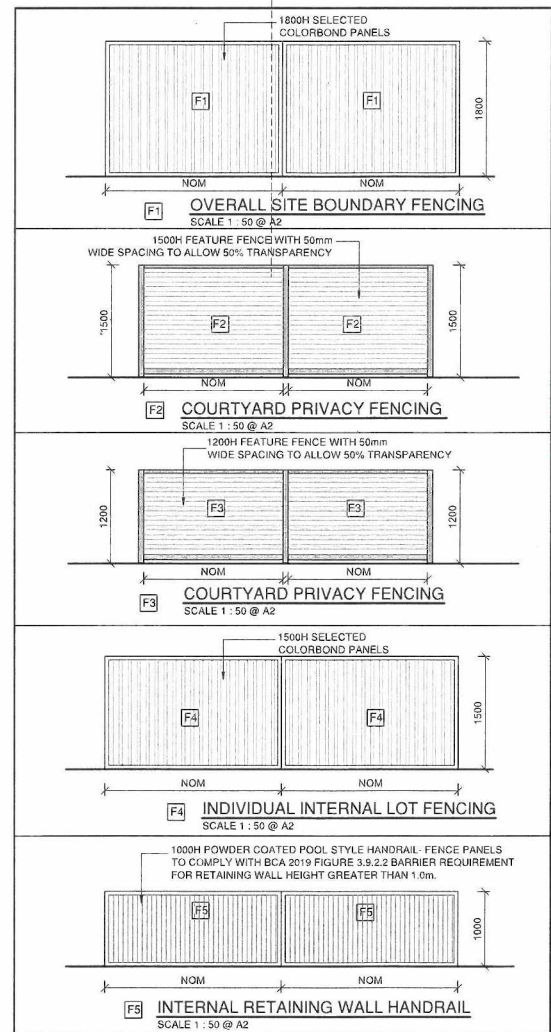 1800H SELECTED
COLORBOND PANELS
F1
F1
1800
NOM
NOM
F1 OVERALL SITE BOUNDARY FENCING
SCALE 1 : 50 @ A2
1500H FEATURE FENCE WITH 50mm
WIDE SPACING TO ALLOW 50% TRANSPARENCY
1500
F2
F2
1500
NOM
NOM
F2 COURTYARD PRIVACY FENCING
SCALE 1 : 50 @ A2
1200H FEATURE FENCE WITH 50mm
WIDE SPACING TO ALLOW 50% TRANSPARENCY
1200
F3
F3
1200
NOM
NOM
F3 COURTYARD PRIVACY FENCING
SCALE 1 : 50 @ A2
1500H SELECTED
COLORBOND PANELS
F4
F4
1500
NOM
NOM
F4 INDIVIDUAL INTERNAL LOT FENCING
SCALE 1 : 50 @ A2
1000H POWDER COATED POOL STYLE HANDRAIL- FENCE PANELS
TO COMPLY WITH BCA 2019 FIGURE 3.9.2.2 BARRIER REQUIREMENT
FOR RETAINING WALL HEIGHT GREATER THAN 1.0m.
F5
F5
1000
NOM
NOM
F5 INTERNAL RETAINING WALL HANDRAIL
SCALE 1 : 50 @ A2